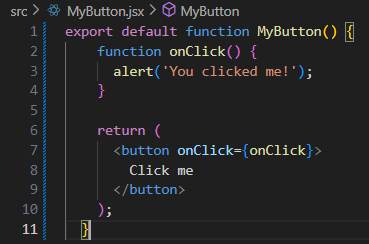 src > MyButton.jsx > MyButton
1 export default function MyButton() {
2   function onClick() {
3     alert('You clicked me!');
4   }
5
6   return (
7     <button onClick={onClick}>
8       Click me
9     </button>
10   );
11 }